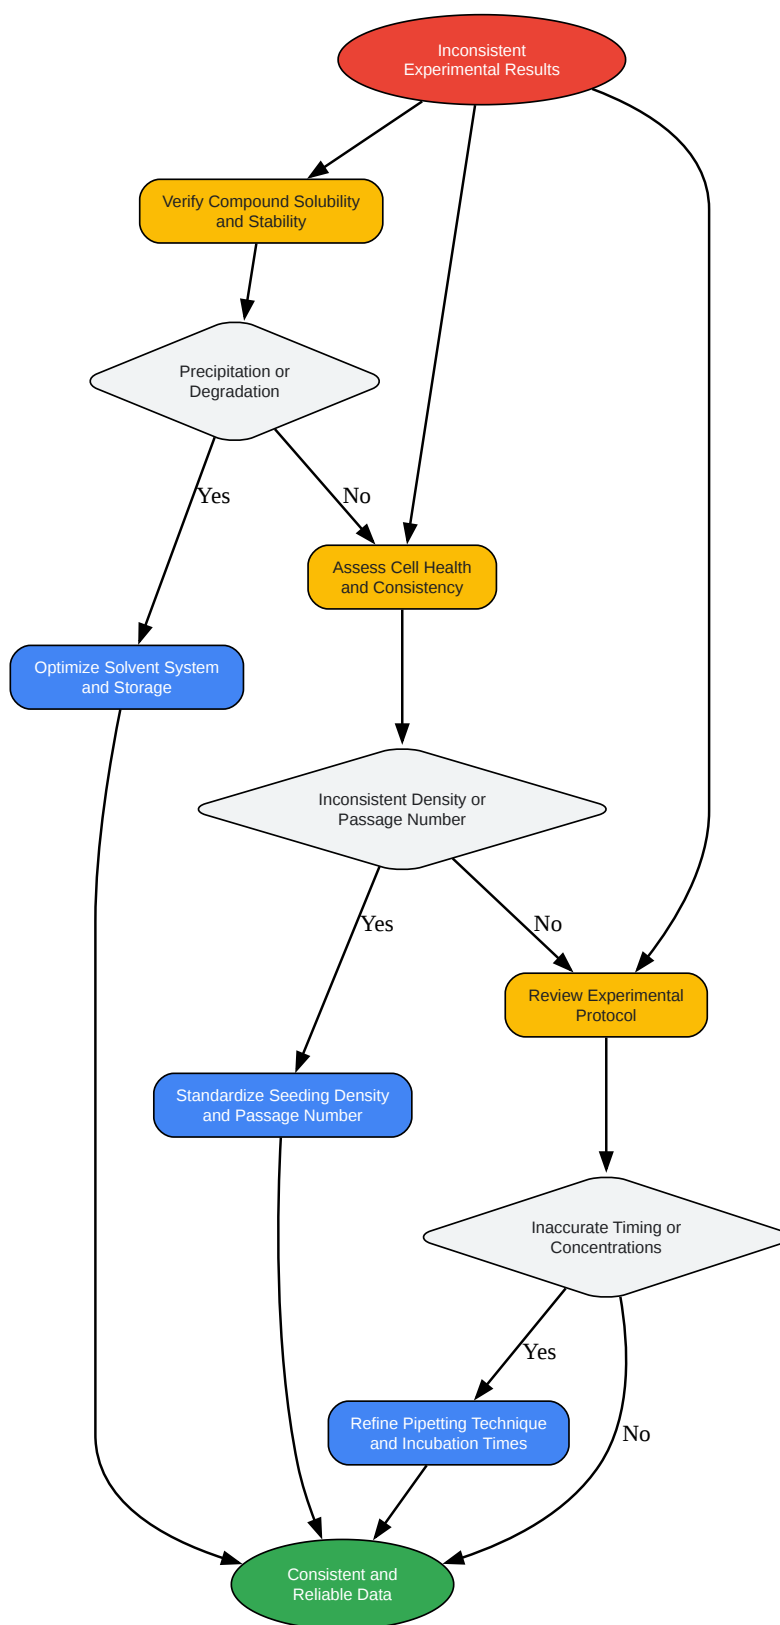 Inconsistent
Experimental Results
Verify Compound Solubility
and Stability
Precipitation or
Degradation
Yes
No
Assess Cell Health
and Consistency
Optimize Solvent System
and Storage
Inconsistent Density or
Passage Number
Yes
No
Review Experimental
Protocol
Standardize Seeding Density
and Passage Number
Inaccurate Timing or
Concentrations
Yes
Refine Pipetting Technique
and Incubation Times
No
Consistent and
Reliable Data